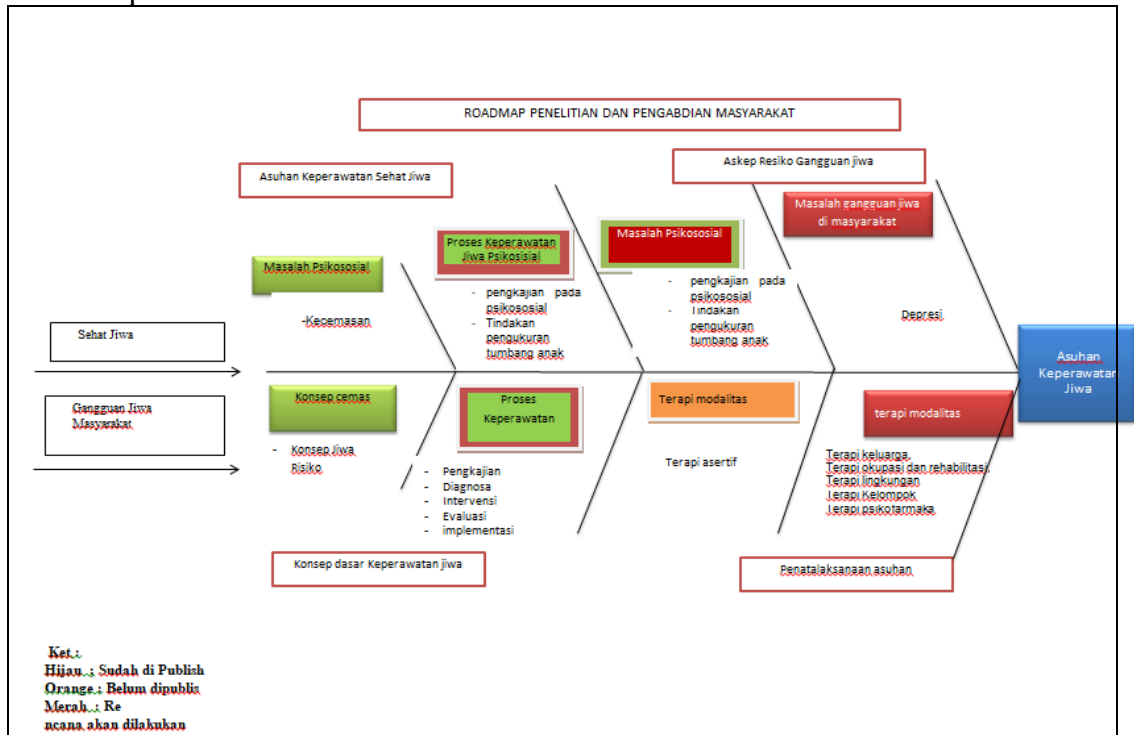 ROADMAP PENELITIAN DAN PENGABDIAN MASYARAKAT
Asuhan Keperawatan Sehat Jiwa
Askep Resiko Gangguan jiwa
Masalah Psikososial
-Kecemasan
Proses Keperawatan
Jiwa Psikosisial
- pengkajian pada
psikososial
- Tindakan
pengukuran
tumbang anak
Masalah Psikososial
- pengkajian pada
psikososial
- Tindakan
pengukuran
tumbang anak
Masalah gangguan jiwa
di masyarakat
Depresi
Sehat Jiwa
Gangguan Jiwa
Masyarakat
Asuhan
Keperawatan
Jiwa
Konsep cemas
- Konsep Jiwa
Risiko
Proses
Keperawatan
- Pengkajian
- Diagnosa
- Intervensi
- Evaluasi
- implementasi
Terapi modalitas
Terapi asertif
terapi modalitas
Terapi keluarga,
Terapi okupasi dan rehabilitasi,
Terapi lingkungan
Terapi Kelompok
Terapi psikofarmaka
Konsep dasar Keperawatan jiwa
Penatalaksanaan asuhan
Ket :
Hijau : Sudah di Publish
Orange : Belum dipublis
Merah : Re
ncana akan dilakukan